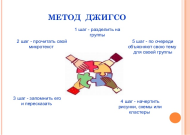 МЕТОД ДЖИГСО
1 шаг - разделить на
группы
2 шаг - прочитать свой
микротекст
5 шаг - по очереди
объясняют свою тему
для своей группы
3 шаг - запомнить его
и пересказать
4 шаг - начертить
рисунки, схемы или
кластеры